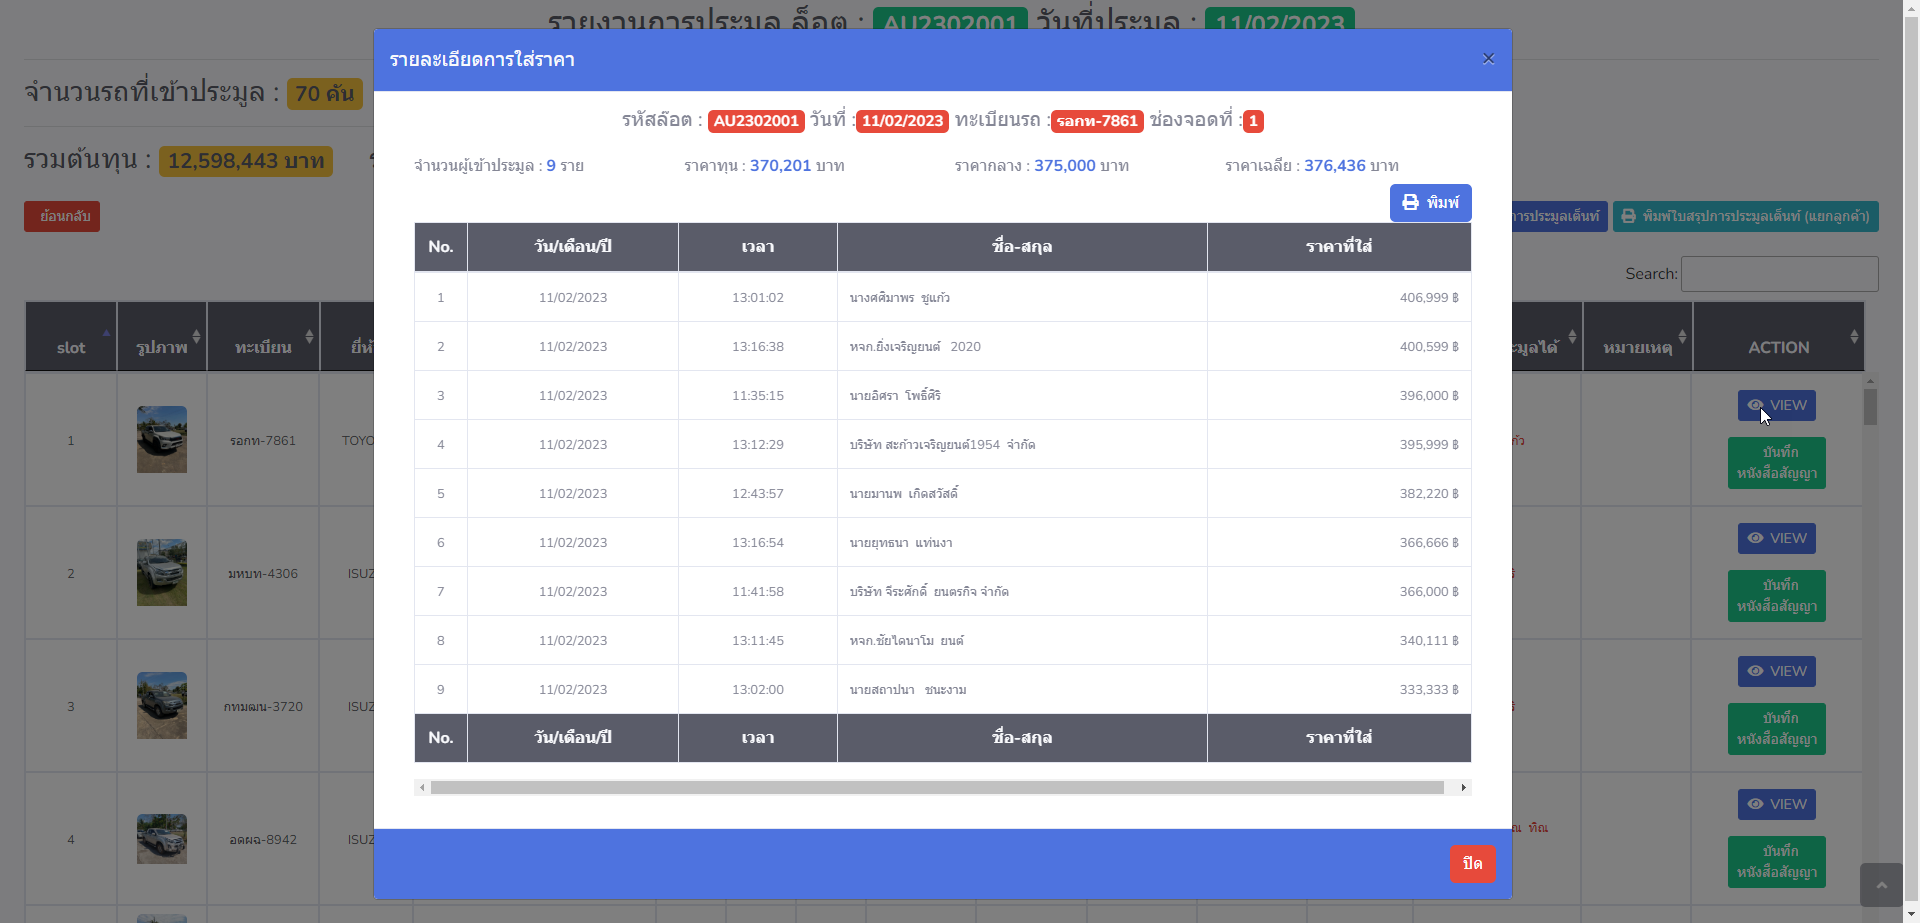 รายงานการประมูล ล็อต : AU2302001 วันที่ประมูล : 11/02/2023
รายละเอียดการใส่ราคา ×
จำนวนรถที่เข้าประมูล : 70 คัน
รหัสล๊อต : AU2302001 วันที่ : 11/02/2023 ทะเบียนรถ : รอกท-7861 ช่องจอดที่ : 1
รวมต้นทุน : 12,598,443 บาท
จำนวนผู้เข้าประมูล : 9 ราย ราคาทุน : 370,201 บาท ราคากลาง : 375,000 บาท ราคาเฉลี่ย : 376,436 บาท
พิมพ์
ย้อนกลับ การประมูลเต็นท์ พิมพ์ใบสรุปการประมูลเต็นท์ (แยกลูกค้า)
Search:
No. วัน/เดือน/ปี เวลา ชื่อ-สกุล ราคาที่ใส่
1 11/02/2023 13:01:02 นางศศิมาพร ชูแก้ว 406,999 ฿
2 11/02/2023 13:16:38 หจก.ยิ่งเจริญยนต์ 2020 400,599 ฿
3 11/02/2023 11:35:15 นายอิศรา โพธิ์ศิริ 396,000 ฿
4 11/02/2023 13:12:29 บริษัท สะก้าวเจริญยนต์1954 จำกัด 395,999 ฿
5 11/02/2023 12:43:57 นายมานพ เกิดสวัสดิ์ 382,220 ฿
6 11/02/2023 13:16:54 นายยุทธนา แท่นงา 366,666 ฿
7 11/02/2023 11:41:58 บริษัท จีระศักดิ์ ยนตรกิจ จำกัด 366,000 ฿
8 11/02/2023 13:11:45 หจก.ชัยไดนาโม ยนต์ 340,111 ฿
9 11/02/2023 13:02:00 นายสถาปนา ชนะงาม 333,333 ฿
No. วัน/เดือน/ปี เวลา ชื่อ-สกุล ราคาที่ใส่
ปิด
slot รูปภาพ ทะเบียน หมายเหตุ ACTION
1 รอกท-7861 VIEW
บันทึก
หนังสือสัญญา
2 มหบท-4306 VIEW
บันทึก
หนังสือสัญญา
3 กทมฒน-3720 VIEW
บันทึก
หนังสือสัญญา
4 อดผฉ-8942 VIEW
บันทึก
หนังสือสัญญา